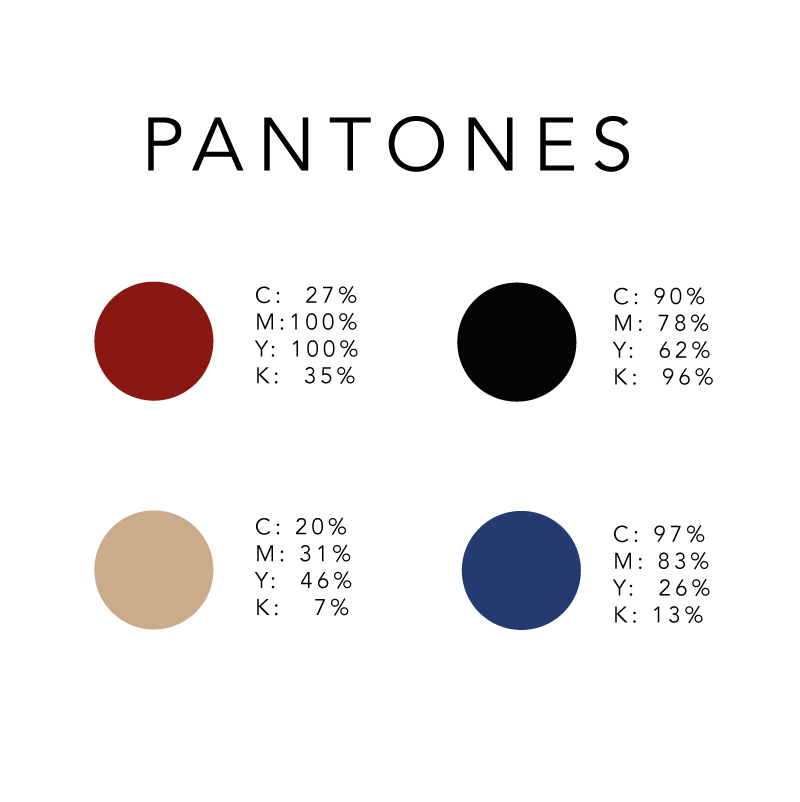 PANTONES
C: 27%
M:100%
Y: 100%
K: 35%
C: 90%
M: 78%
Y: 62%
K: 96%
C: 20%
M: 31%
Y: 46%
K: 7%
C: 97%
M: 83%
Y: 26%
K: 13%